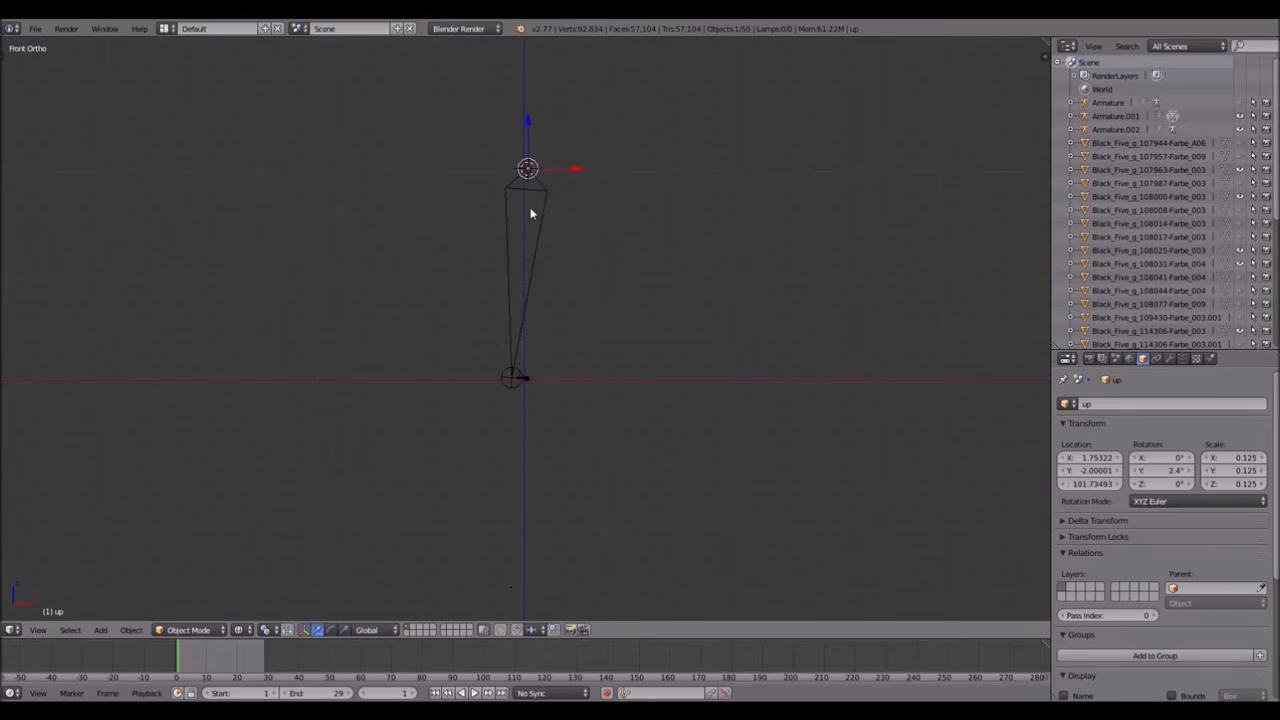 File Render Window Help Default Scene Blender Render v2.77 | Verts:92,834 | Faces:57,104 | Tris:57,104 | Objects:1/50 | Lamps:0/0 | Mem:61.22M | up
Front Ortho
View Search All Scenes
Scene
RenderLayers
World
Armature
Armature.001
Armature.002
Black_Five_g_107944-Farbe_A06
Black_Five_g_107957-Farbe_009
Black_Five_g_107963-Farbe_003
Black_Five_g_107987-Farbe_003
Black_Five_g_108000-Farbe_003
Black_Five_g_108008-Farbe_003
Black_Five_g_108014-Farbe_003
Black_Five_g_108017-Farbe_003
Black_Five_g_108025-Farbe_003
Black_Five_g_108031-Farbe_004
Black_Five_g_108041-Farbe_004
Black_Five_g_108044-Farbe_004
Black_Five_g_108077-Farbe_009
Black_Five_g_109430-Farbe_003.001
Black_Five_g_114306-Farbe_003
Black_Five_g_114306-Farbe_003.001
up
up
Transform
Location: Rotation: Scale:
X: 1.75322 X: 0° X: 0.125
Y: -2.00001 Y: 2.4° Y: 0.125
: 101.73493 Z: 0° Z: 0.125
Rotation Mode: XYZ Euler
Delta Transform
Transform Locks
Relations
Layers: Parent:
Object
Pass Index: 0
Groups
Add to Group
Display
Name Bounds Box
(1) up
View Select Add Object Object Mode Global
-50 -40 -30 -20 -10 0 10 20 30 40 50 60 70 80 90 100 110 120 130 140 150 160 170 180 190 200 210 220 230 240 250 260 270 280
View Marker Frame Playback Start: 1 End: 29 1 No Sync